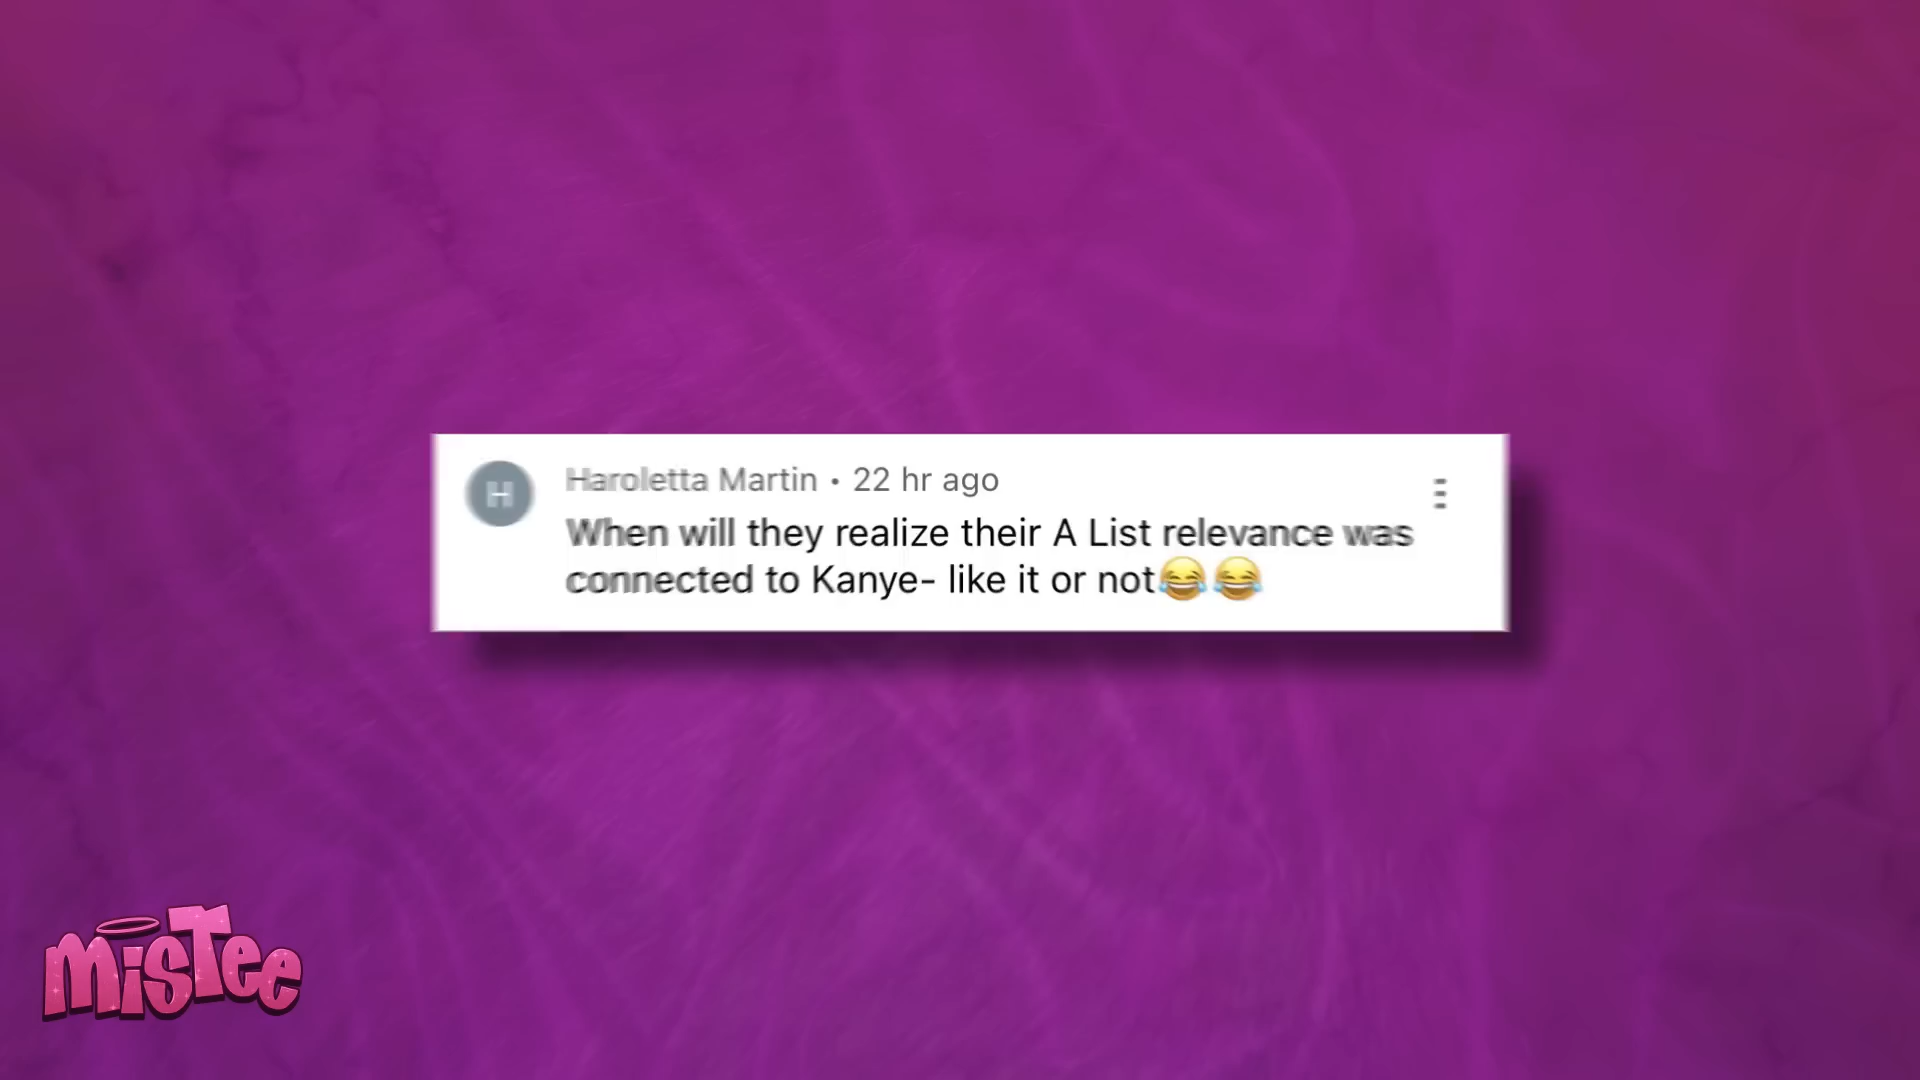 H
Haroletta Martin • 22 hr ago
When will they realize their A List relevance was
connected to Kanye- like it or not😂😂
misTee